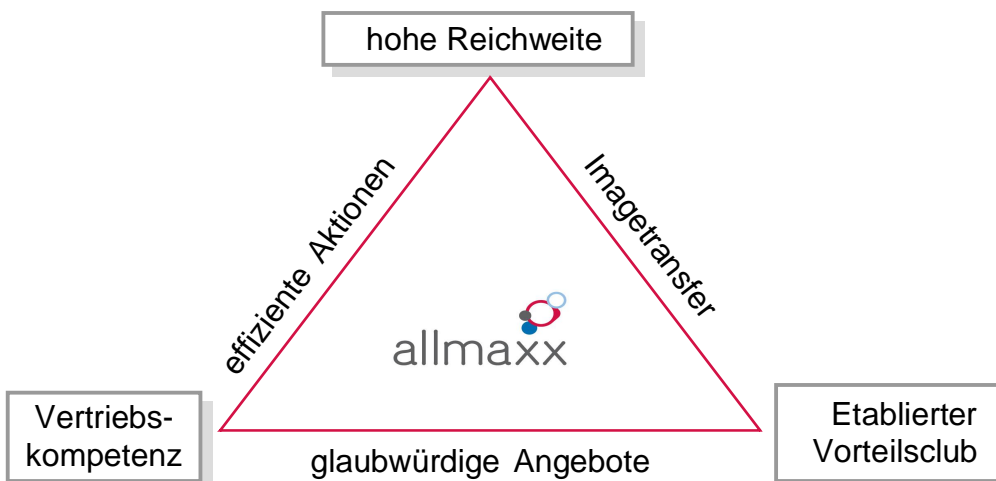 hohe Reichweite
effiziente Aktionen
Imagetransfer
allmaxx
Vertriebs-
kompetenz
glaubwürdige Angebote
Etablierter
Vorteilsclub